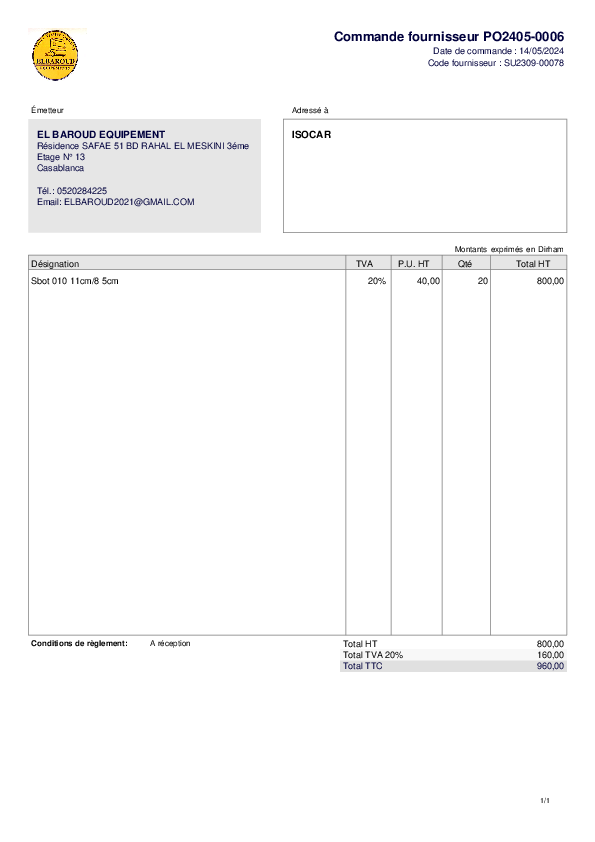 ELBAROUD
EQUIPEMENTS
Commande fournisseur PO2405-0006
Date de commande : 14/05/2024
Code fournisseur : SU2309-00078
Émetteur
Adressé à
EL BAROUD EQUIPEMENT
Résidence SAFAE 51 BD RAHAL EL MESKINI 3éme
Etage N° 13
Casablanca
Tél.: 0520284225
Email: ELBAROUD2021@GMAIL.COM
ISOCAR
Montants exprimés en Dirham
Désignation TVA P.U. HT Qté Total HT
Sbot 010 11cm/8 5cm 20% 40,00 20 800,00
Conditions de règlement: A réception
Total HT 800,00
Total TVA 20% 160,00
Total TTC 960,00
1/1